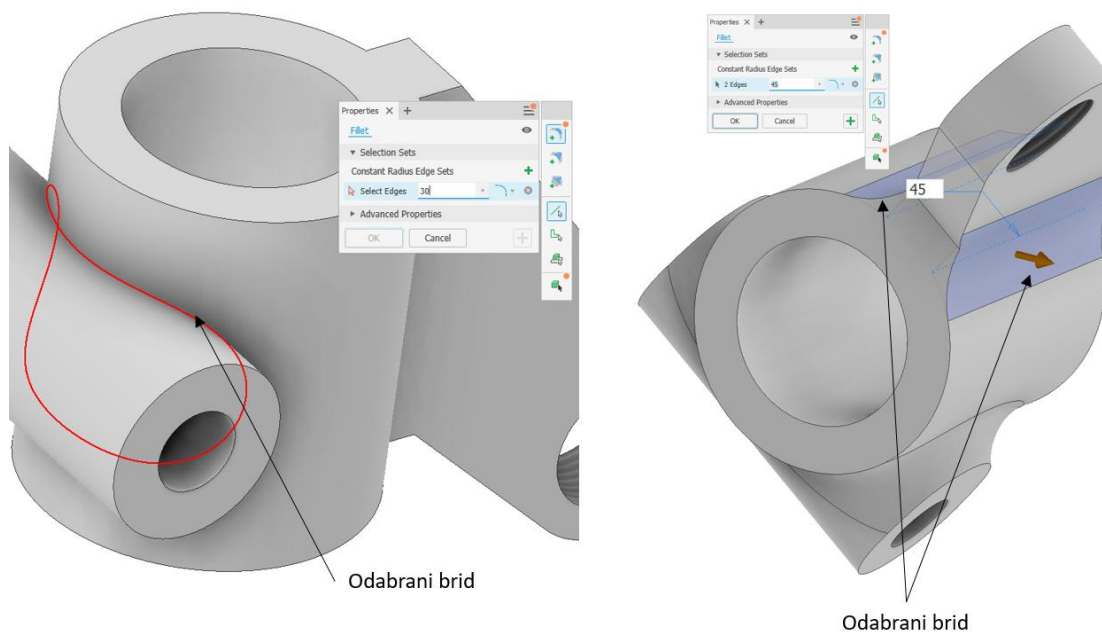 Properties X +
Fillet
Selection Sets
Constant Radius Edge Sets +
Select Edges 30
Advanced Properties
OK Cancel +
Odabrani brid
Properties X +
Fillet
Selection Sets
Constant Radius Edge Sets +
2 Edges 45
Advanced Properties
OK Cancel +
45
Odabrani brid